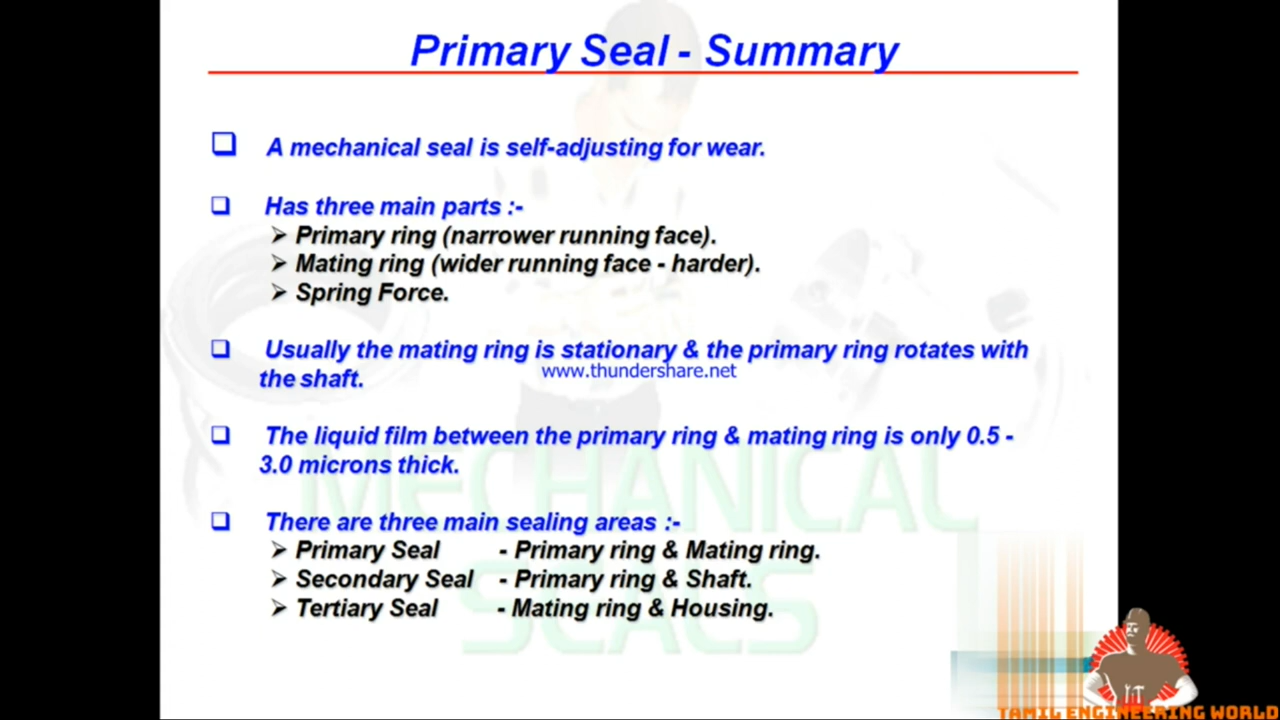 Primary Seal - Summary
❑ A mechanical seal is self-adjusting for wear.
❑ Has three main parts :-
➢ Primary ring (narrower running face).
➢ Mating ring (wider running face - harder).
➢ Spring Force.
❑ Usually the mating ring is stationary & the primary ring rotates with
the shaft.
www.thundershare.net
❑ The liquid film between the primary ring & mating ring is only 0.5 -
3.0 microns thick.
MECHANICAL
❑ There are three main sealing areas :-
➢ Primary Seal - Primary ring & Mating ring.
➢ Secondary Seal - Primary ring & Shaft.
➢ Tertiary Seal - Mating ring & Housing.
SEALS
TAMIL ENGINEERING WORLD